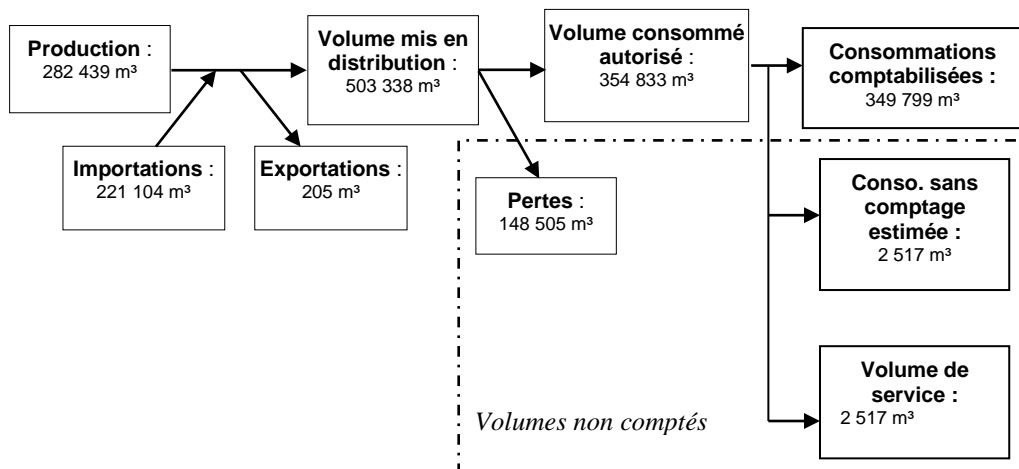 Production :
282 439 m³
Volume mis en
distribution :
503 338 m³
Volume consommé
autorisé :
354 833 m³
Consommations
comptabilisées :
349 799 m³
Importations :
221 104 m³
Exportations :
205 m³
Pertes :
148 505 m³
Conso. sans
comptage
estimée :
2 517 m³
Volume de
service :
2 517 m³
Volumes non comptés